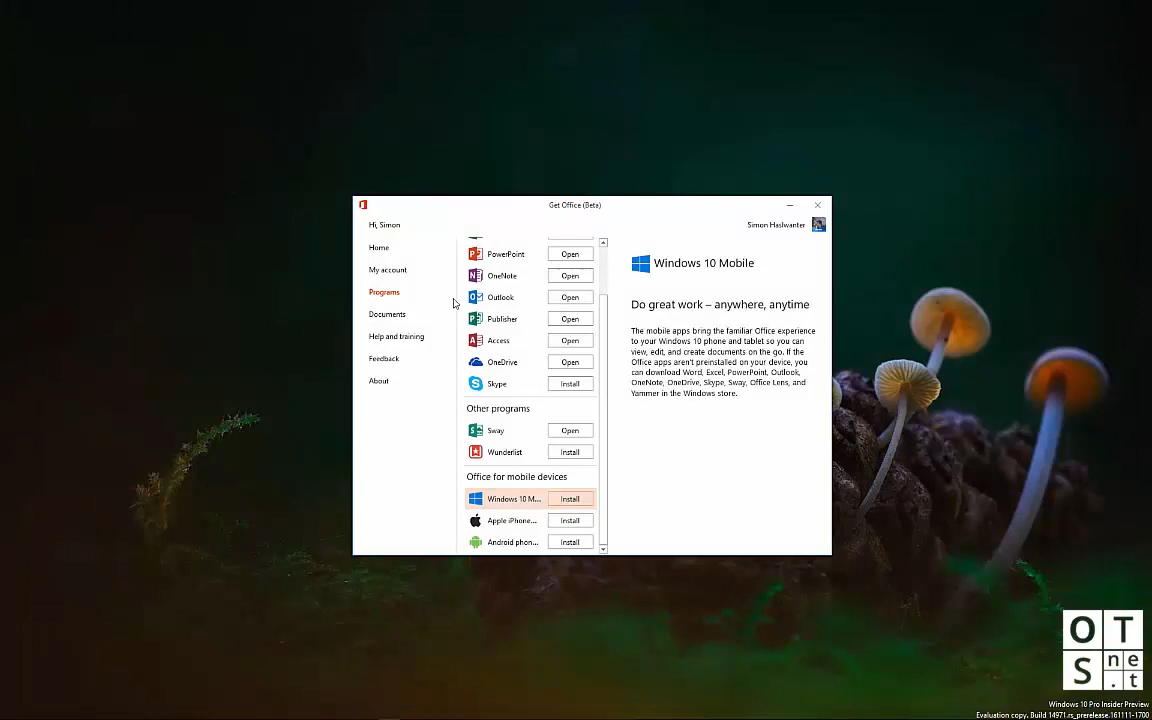 Get Office (Beta)
Hi, Simon
Simon Haslwanter
Home
My account
Programs
Documents
Help and training
Feedback
About
PowerPoint Open
OneNote Open
Outlook Open
Publisher Open
Access Open
OneDrive Open
Skype Install
Other programs
Sway Open
Wunderlist Install
Office for mobile devices
Windows 10 M... Install
Apple iPhone... Install
Android phon... Install
Windows 10 Mobile
Do great work – anywhere, anytime
The mobile apps bring the familiar Office experience
to your Windows 10 phone and tablet so you can
view, edit, and create documents on the go. If the
Office apps aren't preinstalled on your device, you
can download Word, Excel, PowerPoint, Outlook,
OneNote, OneDrive, Skype, Sway, Office Lens, and
Yammer in the Windows store.
OT
S ne.t
Windows 10 Pro Insider Preview
Evaluation copy. Build 14971.rs_prerelease.161111-1700